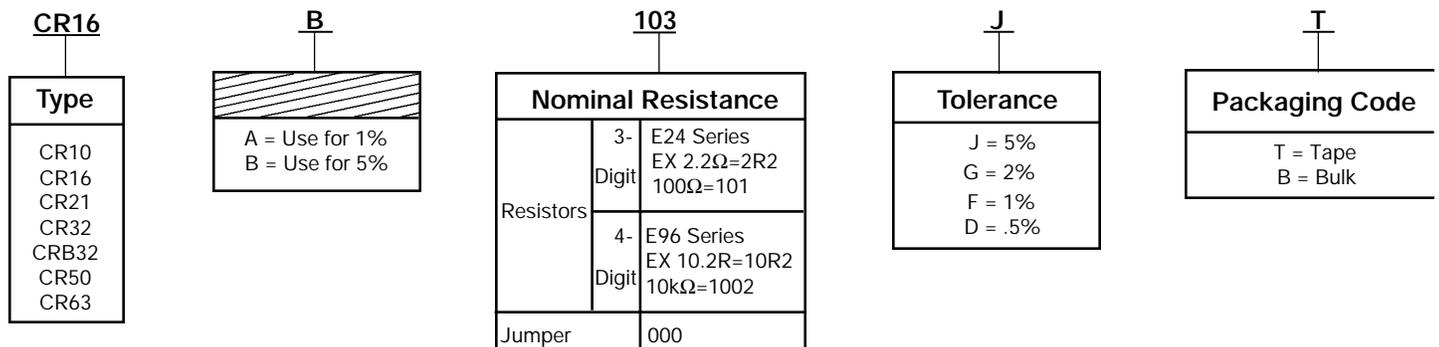 CR16 B 103 J T
Type
CR10
CR16
CR21
CR32
CRB32
CR50
CR63
A = Use for 1%
B = Use for 5%
Nominal Resistance
Resistors
3-
Digit
E24 Series
EX 2.2Ω=2R2
100Ω=101
4-
Digit
E96 Series
EX 10.2R=10R2
10kΩ=1002
Jumper 000
Tolerance
J = 5%
G = 2%
F = 1%
D = .5%
Packaging Code
T = Tape
B = Bulk